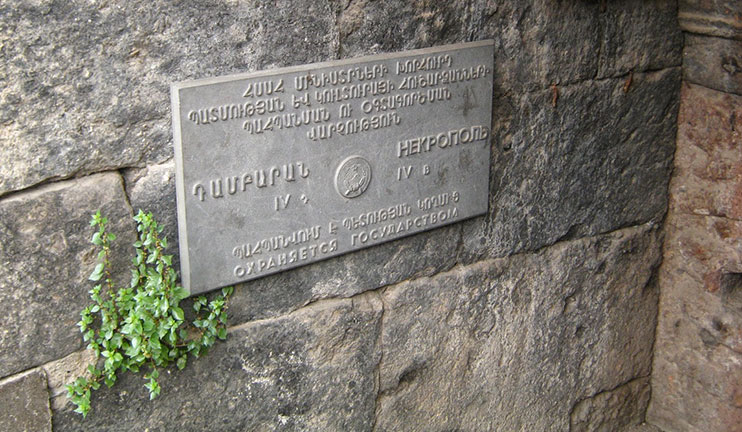 ՀՍՍՀ ՄԻՆԻՍՏՐՆԵՐԻ ԽՈՐՀՈՒՐԴ
ՊԱՏՄՈՒԹՅԱՆ ԵՎ ԿՈՒԼՏՈՒՐԱՅԻ ՀՈՒՇԱՐՁԱՆՆԵՐԻ
ՊԱՀՊԱՆՄԱՆ ՈՒ ՕԳՏԱԳՈՐԾՄԱՆ
ՎԱՐՉՈՒԹՅՈՒՆ
ԴԱՄԲԱՐԱՆ НЕКРОПОЛЬ
IV Դ IV В
ՊԱՀՊԱՆՎՈՒՄ Է ՊԵՏՈՒԹՅԱՆ ԿՈՂՄԻՑ
ОХРАНЯЕТСЯ ГОСУДАРСТВОМ